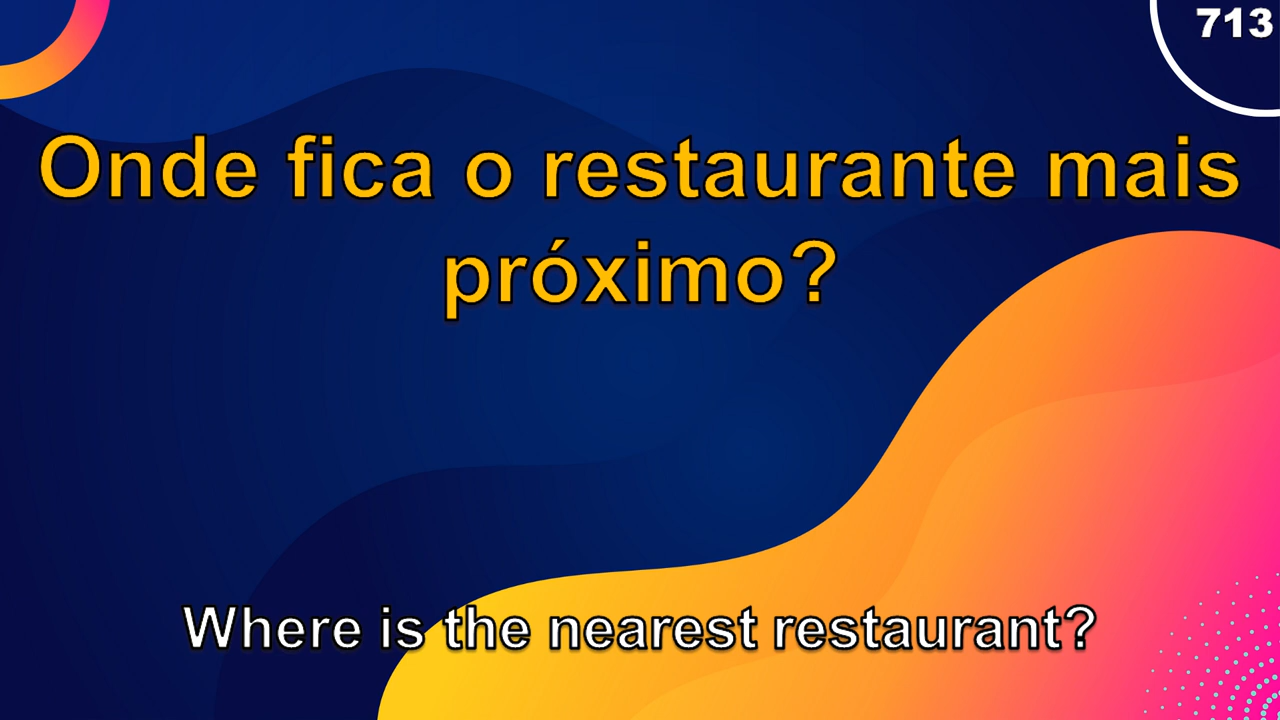 713
Onde fica o restaurante mais
próximo?
Where is the nearest restaurant?